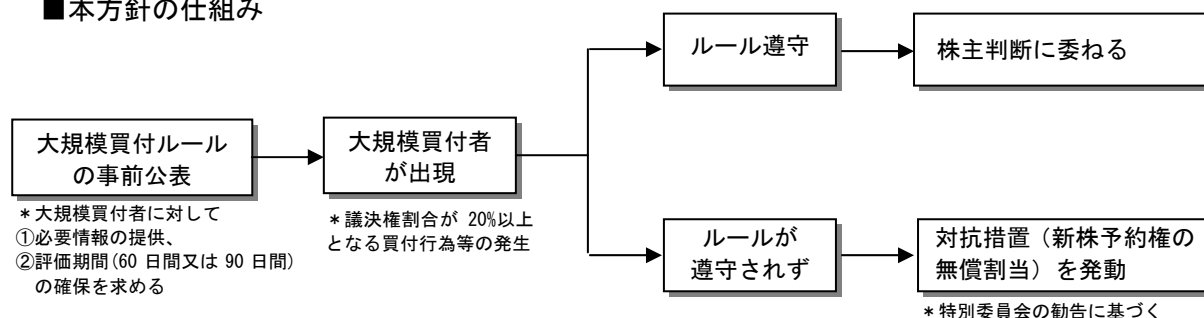 ■本方針の仕組み
ルール遵守
株主判断に委ねる
大規模買付ルール
の事前公表
大規模買付者
が出現
＊大規模買付者に対して
①必要情報の提供、
②評価期間(60 日間又は 90 日間)
の確保を求める
＊議決権割合が 20%以上
となる買付行為等の発生
ルールが
遵守されず
対抗措置（新株予約権の
無償割当）を発動
＊特別委員会の勧告に基づく